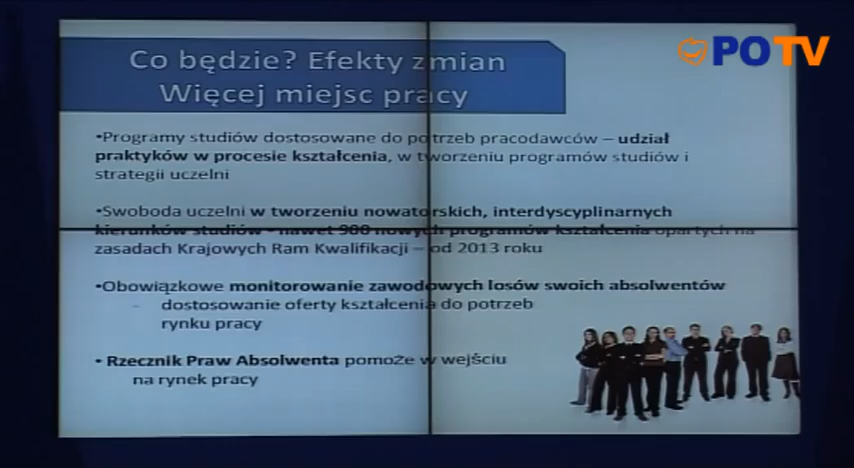 POTV
Co będzie? Efekty zmian
Więcej miejsc pracy
•Programy studiów dostosowane do potrzeb pracodawców – udział
praktyków w procesie kształcenia, w tworzeniu programów studiów i
strategii uczelni
•Swoboda uczelni w tworzeniu nowatorskich, interdyscyplinarnych
kierunków studiów - nawet 900 nowych programów kształcenia opartych na
zasadach Krajowych Ram Kwalifikacji – od 2013 roku
•Obowiązkowe monitorowanie zawodowych losów swoich absolwentów
- dostosowanie oferty kształcenia do potrzeb
rynku pracy
• Rzecznik Praw Absolwenta pomoże w wejściu
na rynek pracy